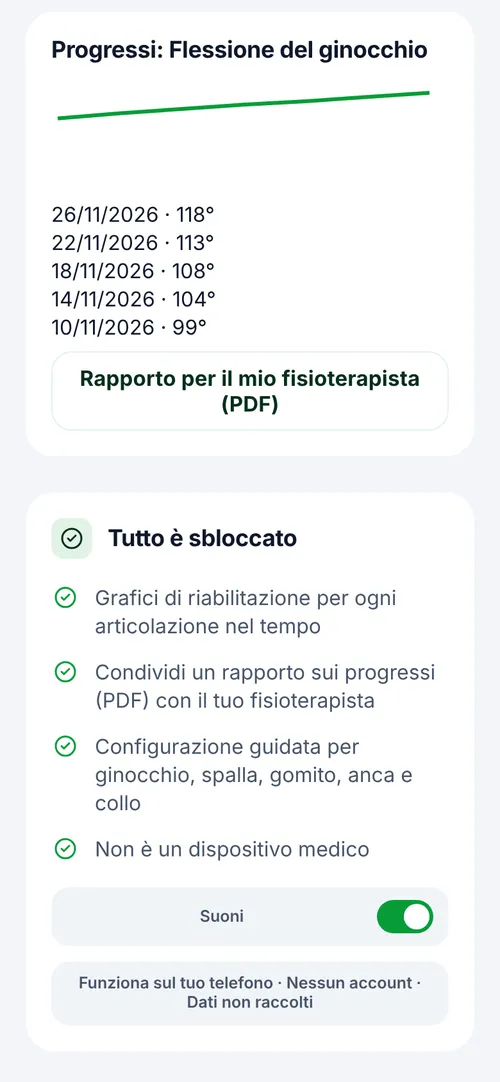 Progressi: Flessione del ginocchio
26/11/2026 · 118°
22/11/2026 · 113°
18/11/2026 · 108°
14/11/2026 · 104°
10/11/2026 · 99°
Rapporto per il mio fisioterapista
(PDF)
Tutto è sbloccato
Grafici di riabilitazione per ogni
articolazione nel tempo
Condividi un rapporto sui progressi
(PDF) con il tuo fisioterapista
Configurazione guidata per
ginocchio, spalla, gomito, anca e
collo
Non è un dispositivo medico
Suoni
Funziona sul tuo telefono · Nessun account ·
Dati non raccolti